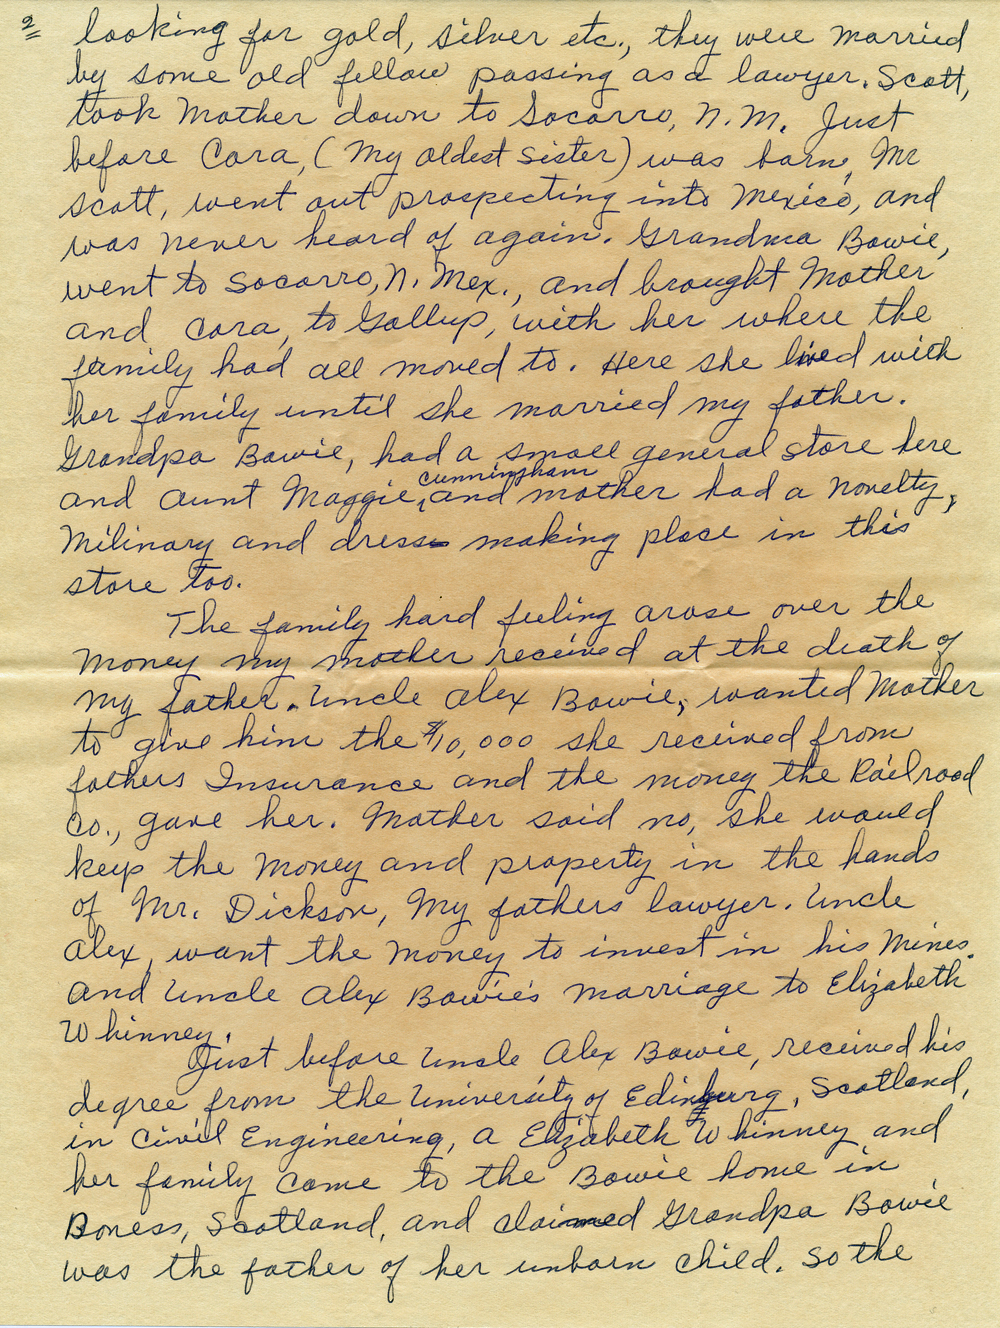 2
looking for gold, silver etc., they were married
by some old fellow passing as a lawyer. Scott,
took Mother down to Socorro, N.M. Just
before Cora, (My oldest sister) was born, Mr
Scott, went out prospecting into Mexico, and
was never heard of again. Grandma Bowie,
went to Socorro, N. Mex., and brought Mother
and Cora, to Gallup, with her where the
family had all moved to. Here she lived with
her family until she married my father.
Grandpa Bowie, had a small general store here
cunningham
and aunt Maggie, and mother had a novelty,
Milinary and dress making place in this
store too.
The family hard feeling arose over the
money my mother received at the death of
my father. Uncle Alex Bowie, wanted Mother
to give him the $10,000 she received from
fathers Insurance and the money the Railroad
Co., gave her. Mother said no, she would
keep the money and property in the hands
of Mr. Dickson, My fathers lawyer. Uncle
Alex, want the money to invest in his Mines.
And Uncle Alex Bowie's marriage to Elizabeth
Whinney.
Just before Uncle Alex Bowie, received his
degree from the University of Edinburg, Scotland,
in Civil Engineering, a Elizabeth Whinney and
her family came to the Bowie home in
Boness, Scotland, and claimed Grandpa Bowie
was the father of her unborn child. So the